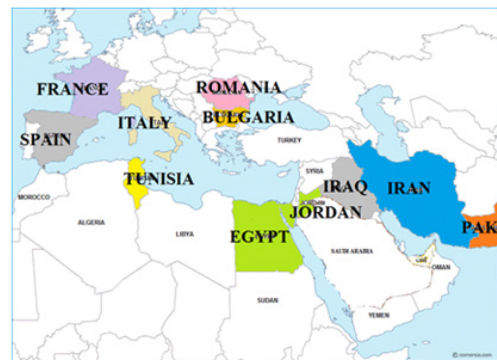 FRANCE
ROMANIA
BULGARIA
ITALY
SPAIN
TURKEY
TUNISIA
SYRIA
MOROCCO
IRAQ
IRAN
ALGERIA
JORDAN
LIBYA
EGYPT
PAK
SAUDI ARABIA
UAE
OMAN
SUDAN
YEMEN